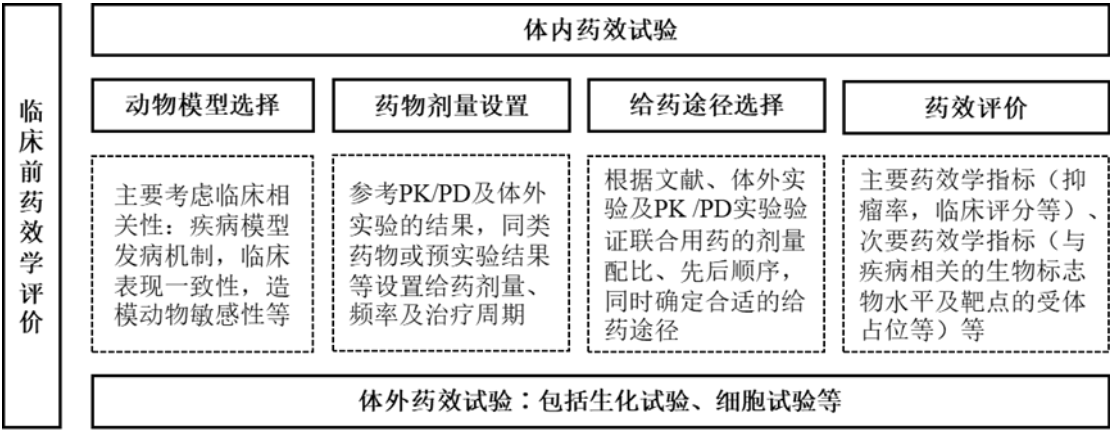 临床前药效学评价
体内药效试验
动物模型选择
主要考虑临床相
关性：疾病模型
发病机制，临床
表现一致性，造
模动物敏感性等
药物剂量设置
参考PK/PD及体外
实验的结果，同类
药物或预实验结果
等设置给药剂量、
频率及治疗周期
给药途径选择
根据文献、体外实
验及PK /PD实验验
证联合用药的剂量
配比、先后顺序，
同时确定合适的给
药途径
药效评价
主要药效学指标（抑
瘤率，临床评分等）、
次要药效学指标（与
疾病相关的生物标志
物水平及靶点的受体
占位等）等
体外药效试验：包括生化试验、细胞试验等